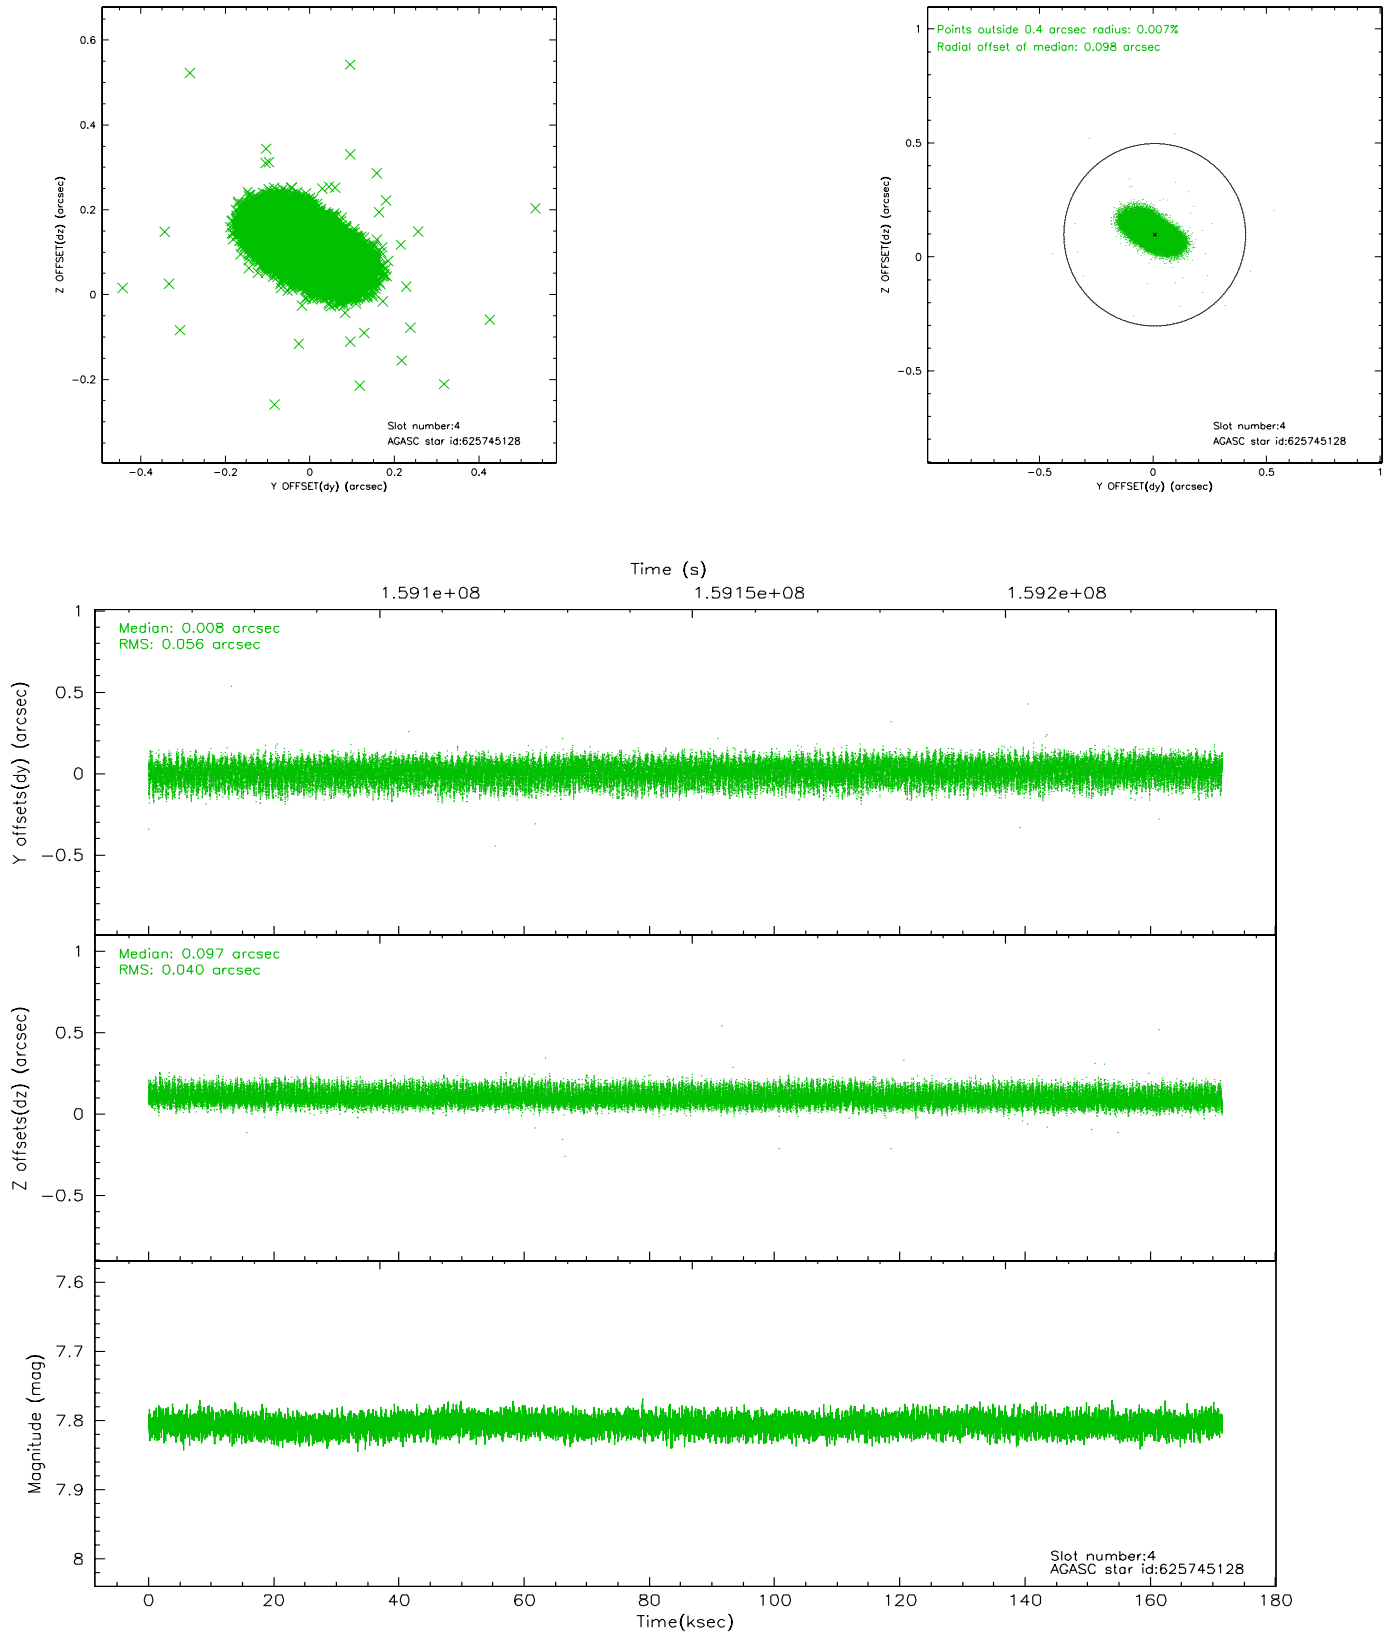 0.6
0.4
0.2
0
−0.2
Z OFFSET(dz) (arcsec)
Slot number:4
AGASC star id:625745128
−0.4
−0.2
0
0.2
0.4
Y OFFSET(dy) (arcsec)
Points outside 0.4 arcsec radius: 0.007%
Radial offset of median: 0.098 arcsec
1
0.5
0
−0.5
Z OFFSET(dz) (arcsec)
Slot number:4
AGASC star id:625745128
−0.5
0
0.5
1
Y OFFSET(dy) (arcsec)
Time (s)
1.591e+08
1.5915e+08
1.592e+08
Median: 0.008 arcsec
RMS: 0.056 arcsec
1
0.5
0
−0.5
Y offsets(dy) (arcsec)
Median: 0.097 arcsec
RMS: 0.040 arcsec
1
0.5
0
−0.5
Z offsets(dz) (arcsec)
7.6
7.7
7.8
7.9
8
Magnitude (mag)
Slot number:4
AGASC star id:625745128
0
20
40
60
80
100
120
140
160
180
Time(ksec)